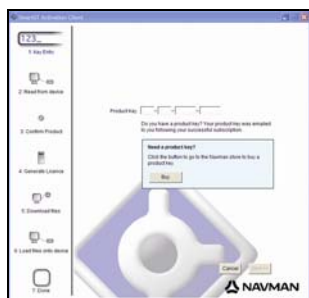 SmartST Activation Client
123_
1. Key Entry
2. Read from device
3. Confirm Product
4. Generate Licence
5. Download files
6. Load files onto device
7. Done
Product key
Do you have a product key? Your product key was emailed
to you following your successful subscription.
Need a product key?
Click the button to go to the Navman store to buy a
product key.
Buy
Cancel
NAVMAN